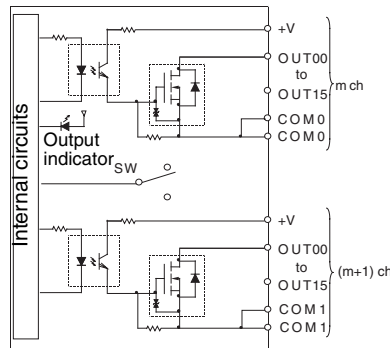 Internal circuits
+V
OUT00
to
OUT15
COM0
COM0
m ch
Output
indicator
SW
+V
OUT00
to
OUT15
COM1
COM1
(m+1) ch